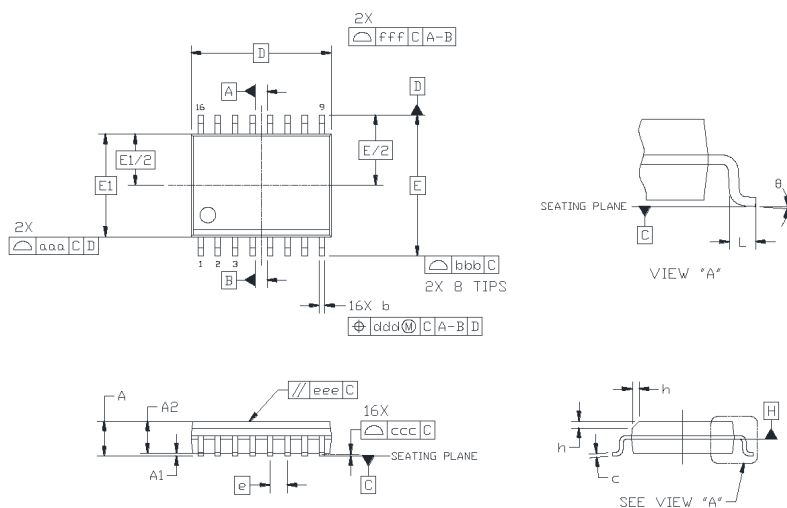 2X
⌓ fff C A-B
D
A
D
16
9
E1/2
E/2
E1
E
2X
⌓ aaa C D
1 2 3
B
⌓ bbb C
2X 8 TIPS
16X b
⌖ ddd Ⓜ C A-B D
SEATING PLANE
C
θ
L
VIEW "A"
// eee C
A
A2
16X
⌓ ccc C
SEATING PLANE
A1
e
C
h
h
H
c
SEE VIEW "A"